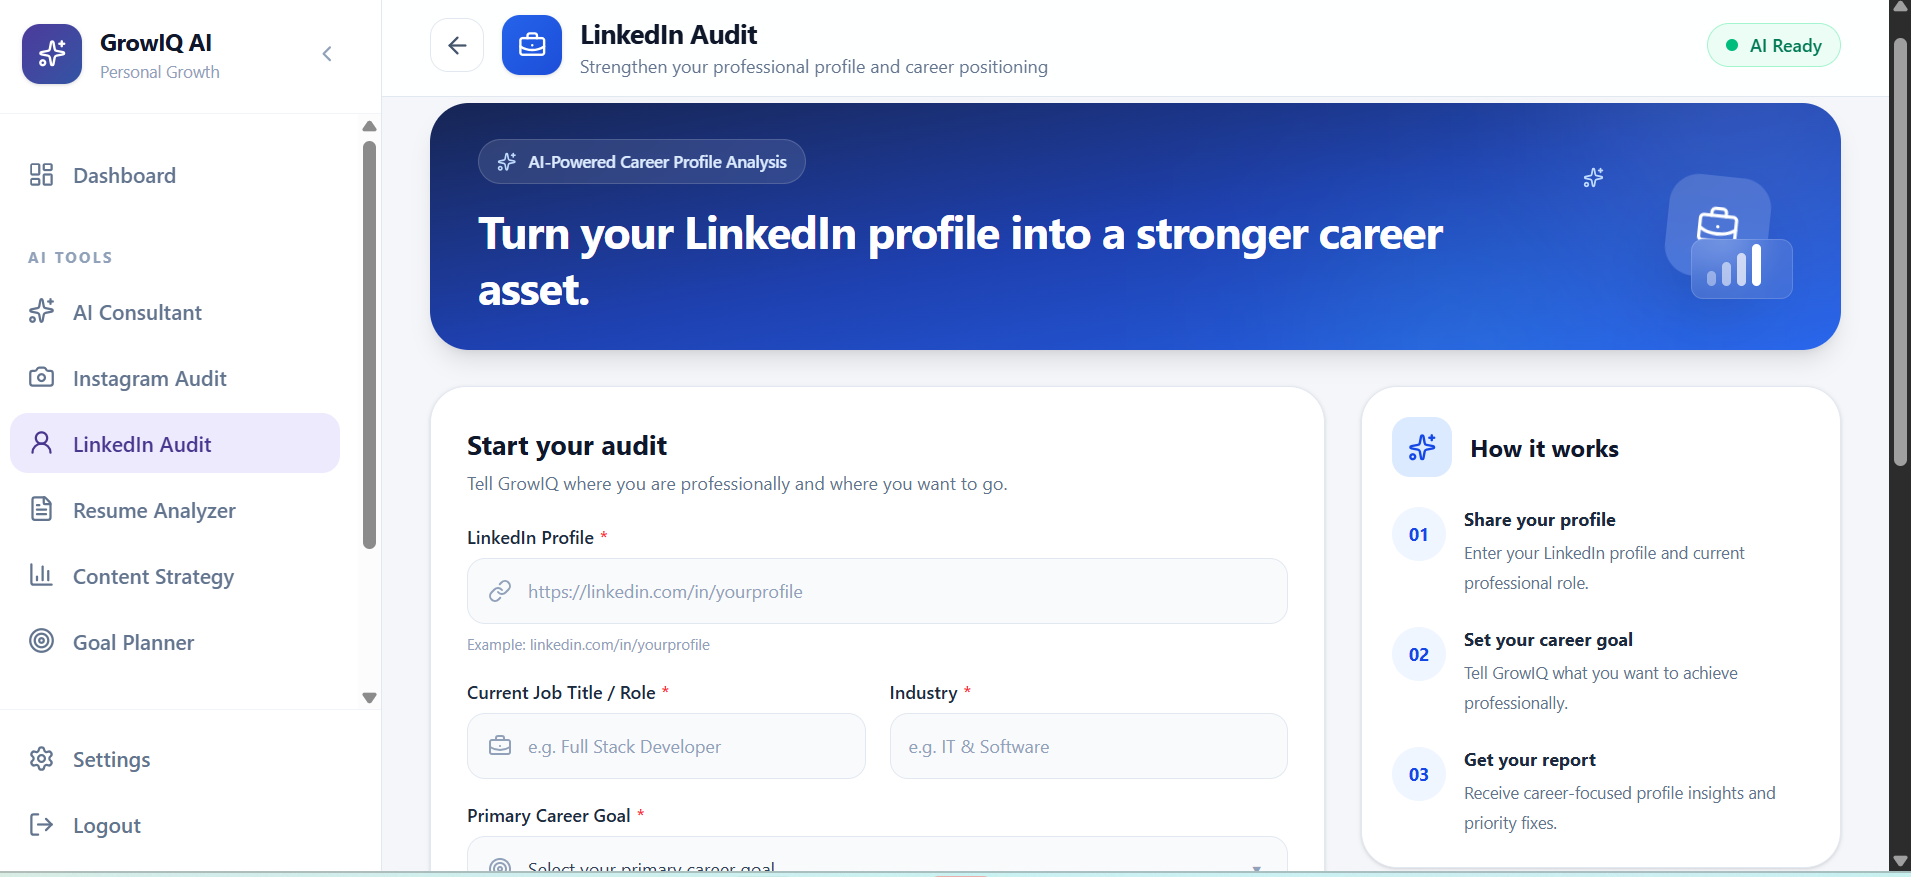 GrowIQ AI
Personal Growth
Dashboard
AI TOOLS
AI Consultant
Instagram Audit
LinkedIn Audit
Resume Analyzer
Content Strategy
Goal Planner
Settings
Logout
LinkedIn Audit
Strengthen your professional profile and career positioning
AI Ready
AI-Powered Career Profile Analysis
Turn your LinkedIn profile into a stronger career
asset.
Start your audit
Tell GrowIQ where you are professionally and where you want to go.
LinkedIn Profile *
https://linkedin.com/in/yourprofile
Example: linkedin.com/in/yourprofile
Current Job Title / Role *
e.g. Full Stack Developer
Industry *
e.g. IT & Software
Primary Career Goal *
Select your primary career goal
How it works
01
Share your profile
Enter your LinkedIn profile and current
professional role.
02
Set your career goal
Tell GrowIQ what you want to achieve
professionally.
03
Get your report
Receive career-focused profile insights and
priority fixes.